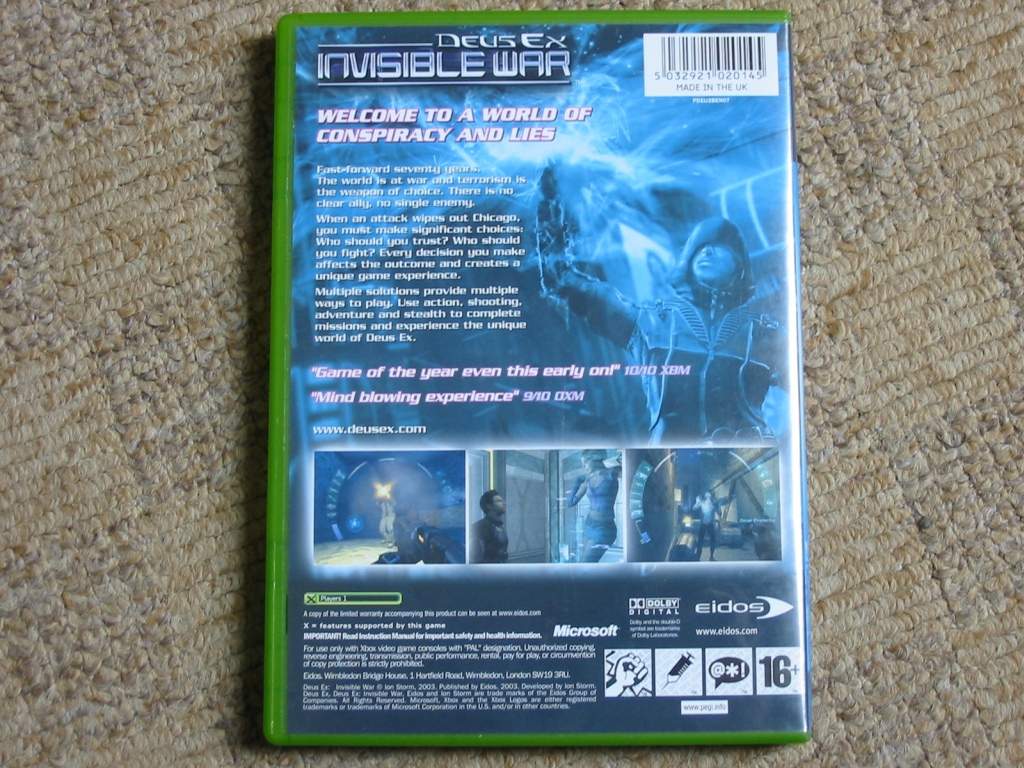 DEUS EX
INVISIBLE WAR
5 032921 020145
MADE IN THE UK
WELCOME TO A WORLD OF
CONSPIRACY AND LIES
Fast-forward seventy years.
The world is at war and terrorism is
the weapon of choice. There is no
clear ally, no single enemy.
When an attack wipes out Chicago,
you must make significant choices:
Who should you trust? Who should
you fight? Every decision you make
affects the outcome and creates a
unique game experience.
Multiple solutions provide multiple
ways to play. Use action, shooting,
adventure and stealth to complete
missions and experience the unique
world of Deus Ex.
"Game of the year even this early on!" 10/10 XBM
"Mind blowing experience" 9/10 OXM
www.deusex.com
X Players 1
A copy of the limited warranty accompanying this product can be seen at www.eidos.com
X = features supported by this game
IMPORTANT! Read Instruction Manual for important safety and health information.
For use only with Xbox video game consoles with "PAL" designation. Unauthorized copying,
reverse engineering, transmission, public performance, rental, pay for play, or circumvention
of copy protection is strictly prohibited.
Eidos. Wimbledon Bridge House, 1 Hartfield Road, Wimbledon, London SW19 3RU.
Deus Ex: Invisible War © Ion Storm, 2003. Published by Eidos. 2003. Developed by Ion Storm.
Deus Ex, Deus Ex: Invisible War, Eidos and Ion Storm are trade marks of the Eidos Group of
Companies. All Rights Reserved. Microsoft, Xbox and the Xbox Logos are either registered
trademarks or trademarks of Microsoft Corporation in the U.S. and/or in other countries.
Microsoft
DOLBY
DIGITAL
Dolby and the double-D
symbol are trademarks
of Dolby Laboratories.
eidos
www.eidos.com
@*!
16+
www.pegi.info